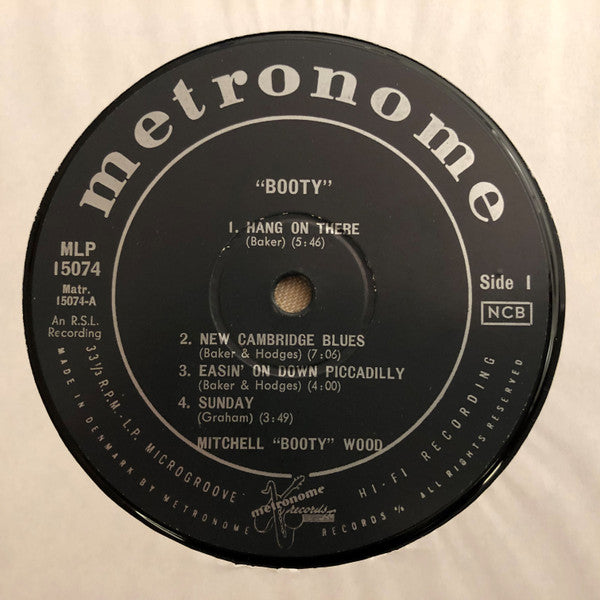 metronome
"BOOTY"
1. HANG ON THERE
(Baker) (5:46)
MLP
15074
Matr.
15074-A
An R.S.L.
Recording
Side 1
NCB
2. NEW CAMBRIDGE BLUES
(Baker & Hodges) (7:06)
3. EASIN' ON DOWN PICCADILLY
(Baker & Hodges) (4:00)
4. SUNDAY
(Graham) (3:49)
MITCHELL "BOOTY" WOOD
33 1/3 R.P.M. L.P. MICROGROOVE
HI-FI RECORDING
MADE IN DENMARK BY METRONOME RECORDS A/S ALL RIGHTS RESERVED
metronome
records